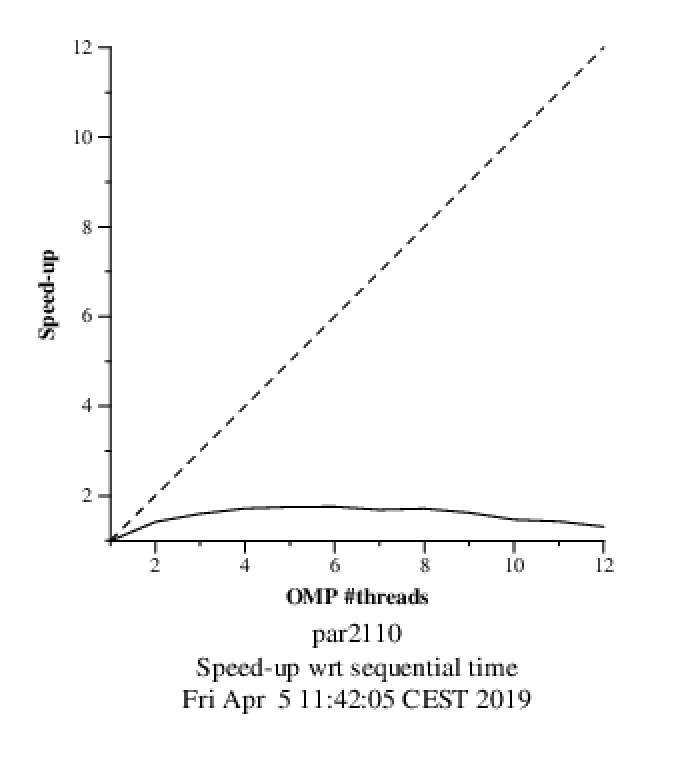 12
10
8
6
4
2
Speed-up
2 4 6 8 10 12
OMP #threads
par2110
Speed-up wrt sequential time
Fri Apr  5 11:42:05 CEST 2019